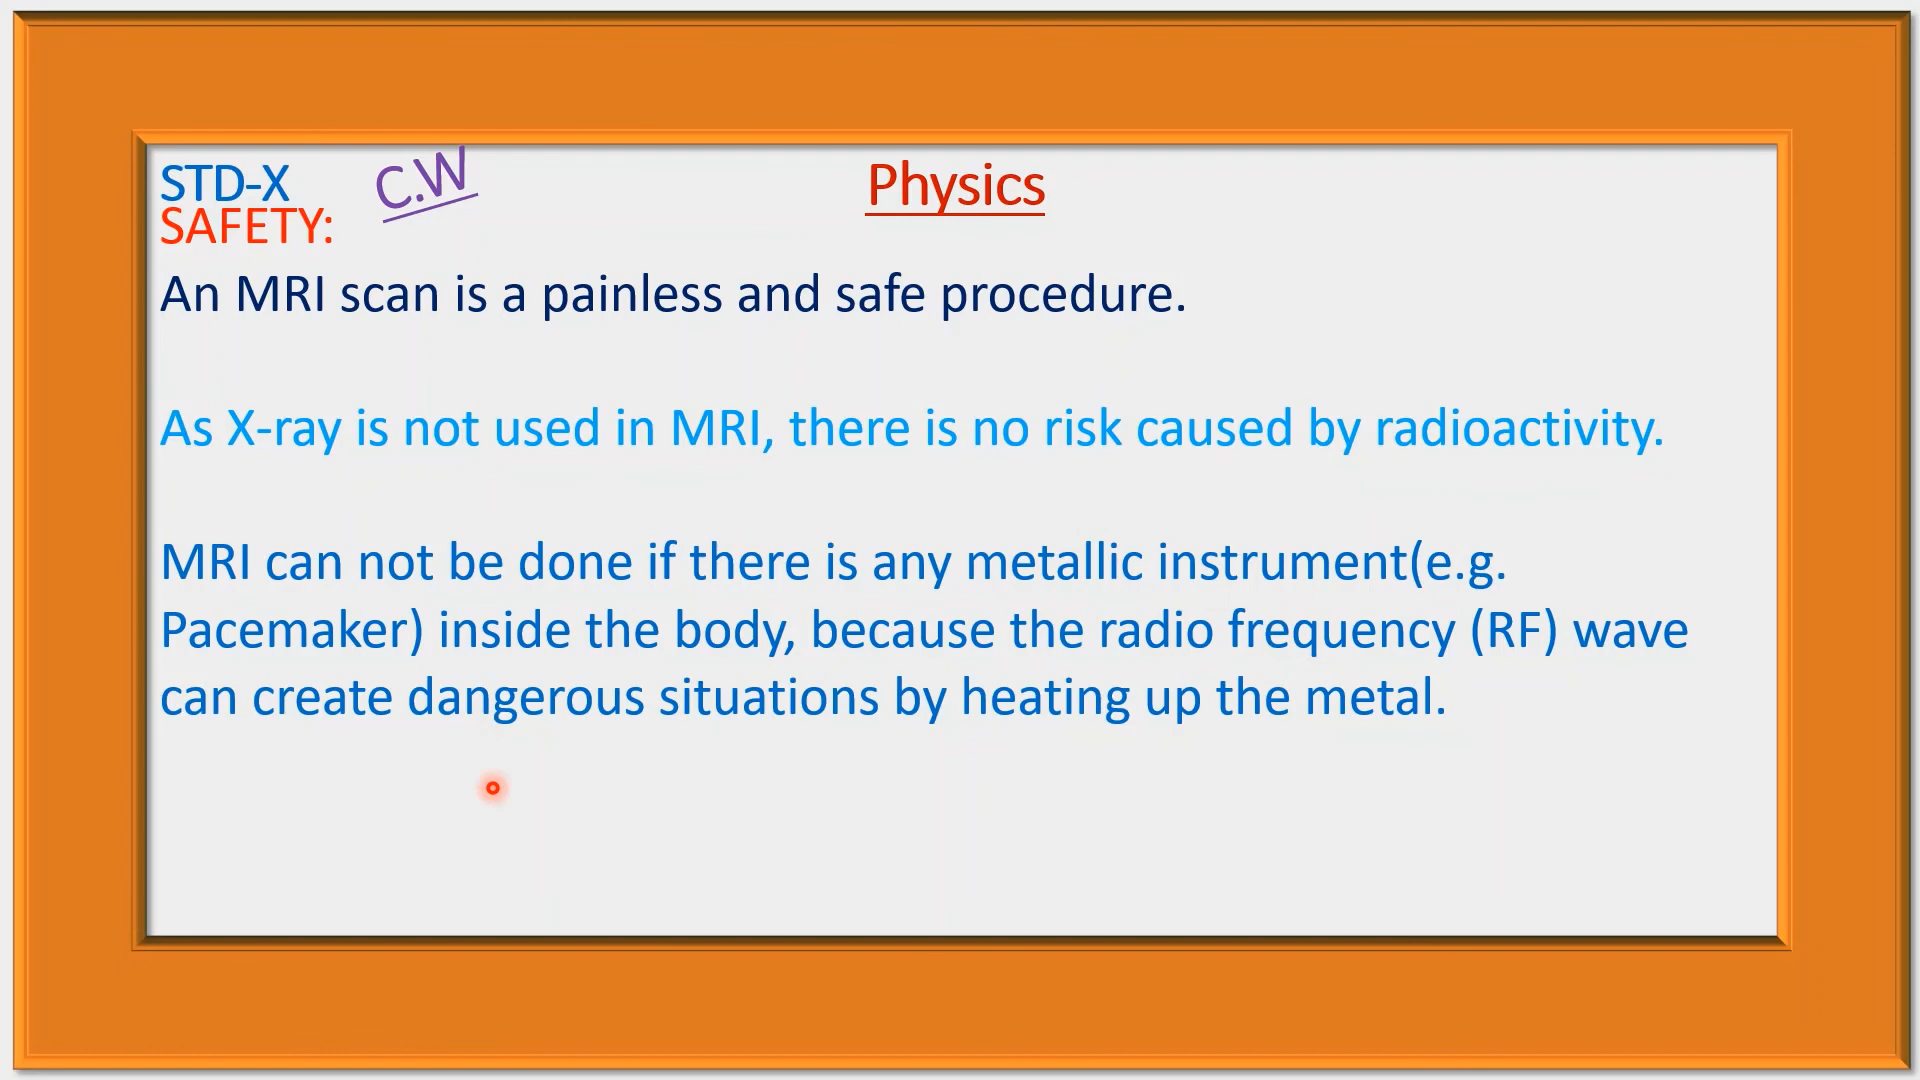 STD-X
C.W
Physics
SAFETY:
An MRI scan is a painless and safe procedure.
As X-ray is not used in MRI, there is no risk caused by radioactivity.
MRI can not be done if there is any metallic instrument(e.g.
Pacemaker) inside the body, because the radio frequency (RF) wave
can create dangerous situations by heating up the metal.